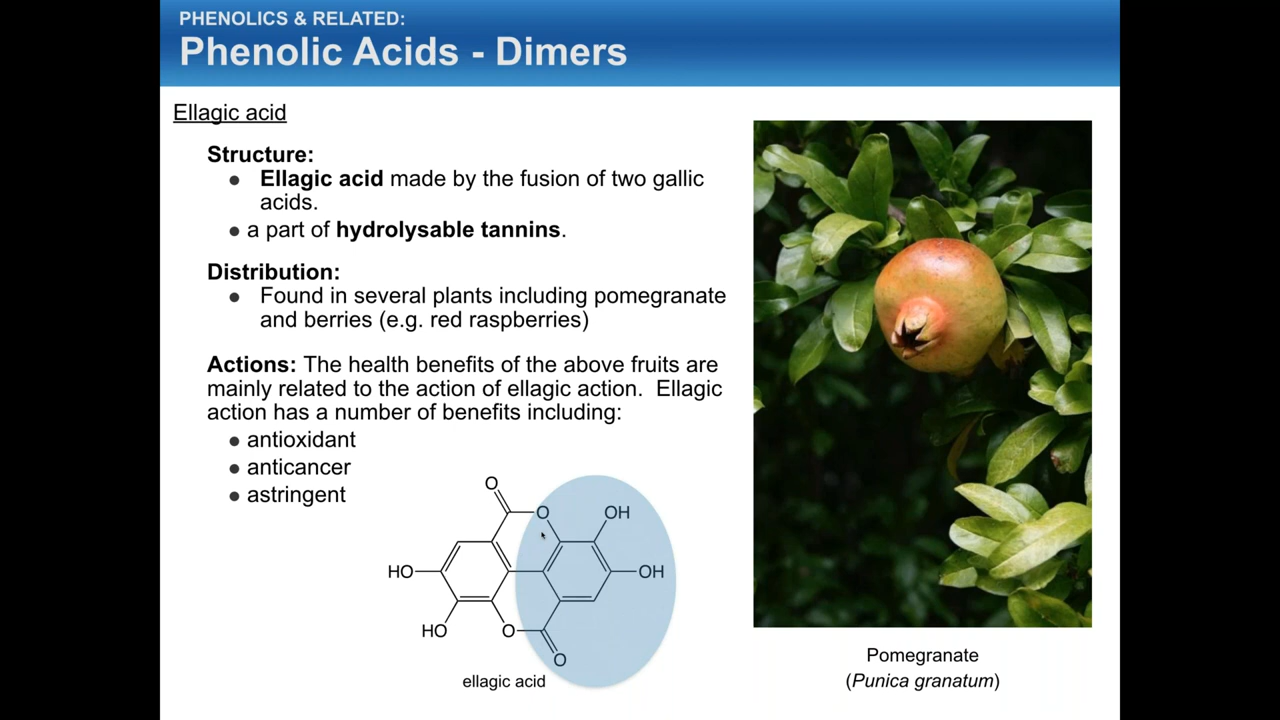 PHENOLICS & RELATED:
Phenolic Acids - Dimers
Ellagic acid
Structure:
● Ellagic acid made by the fusion of two gallic
acids.
● a part of hydrolysable tannins.
Distribution:
● Found in several plants including pomegranate
and berries (e.g. red raspberries)
Actions: The health benefits of the above fruits are
mainly related to the action of ellagic action. Ellagic
action has a number of benefits including:
● antioxidant
● anticancer
● astringent
O
O
OH
HO
OH
HO
O
O
ellagic acid
Pomegranate
(Punica granatum)